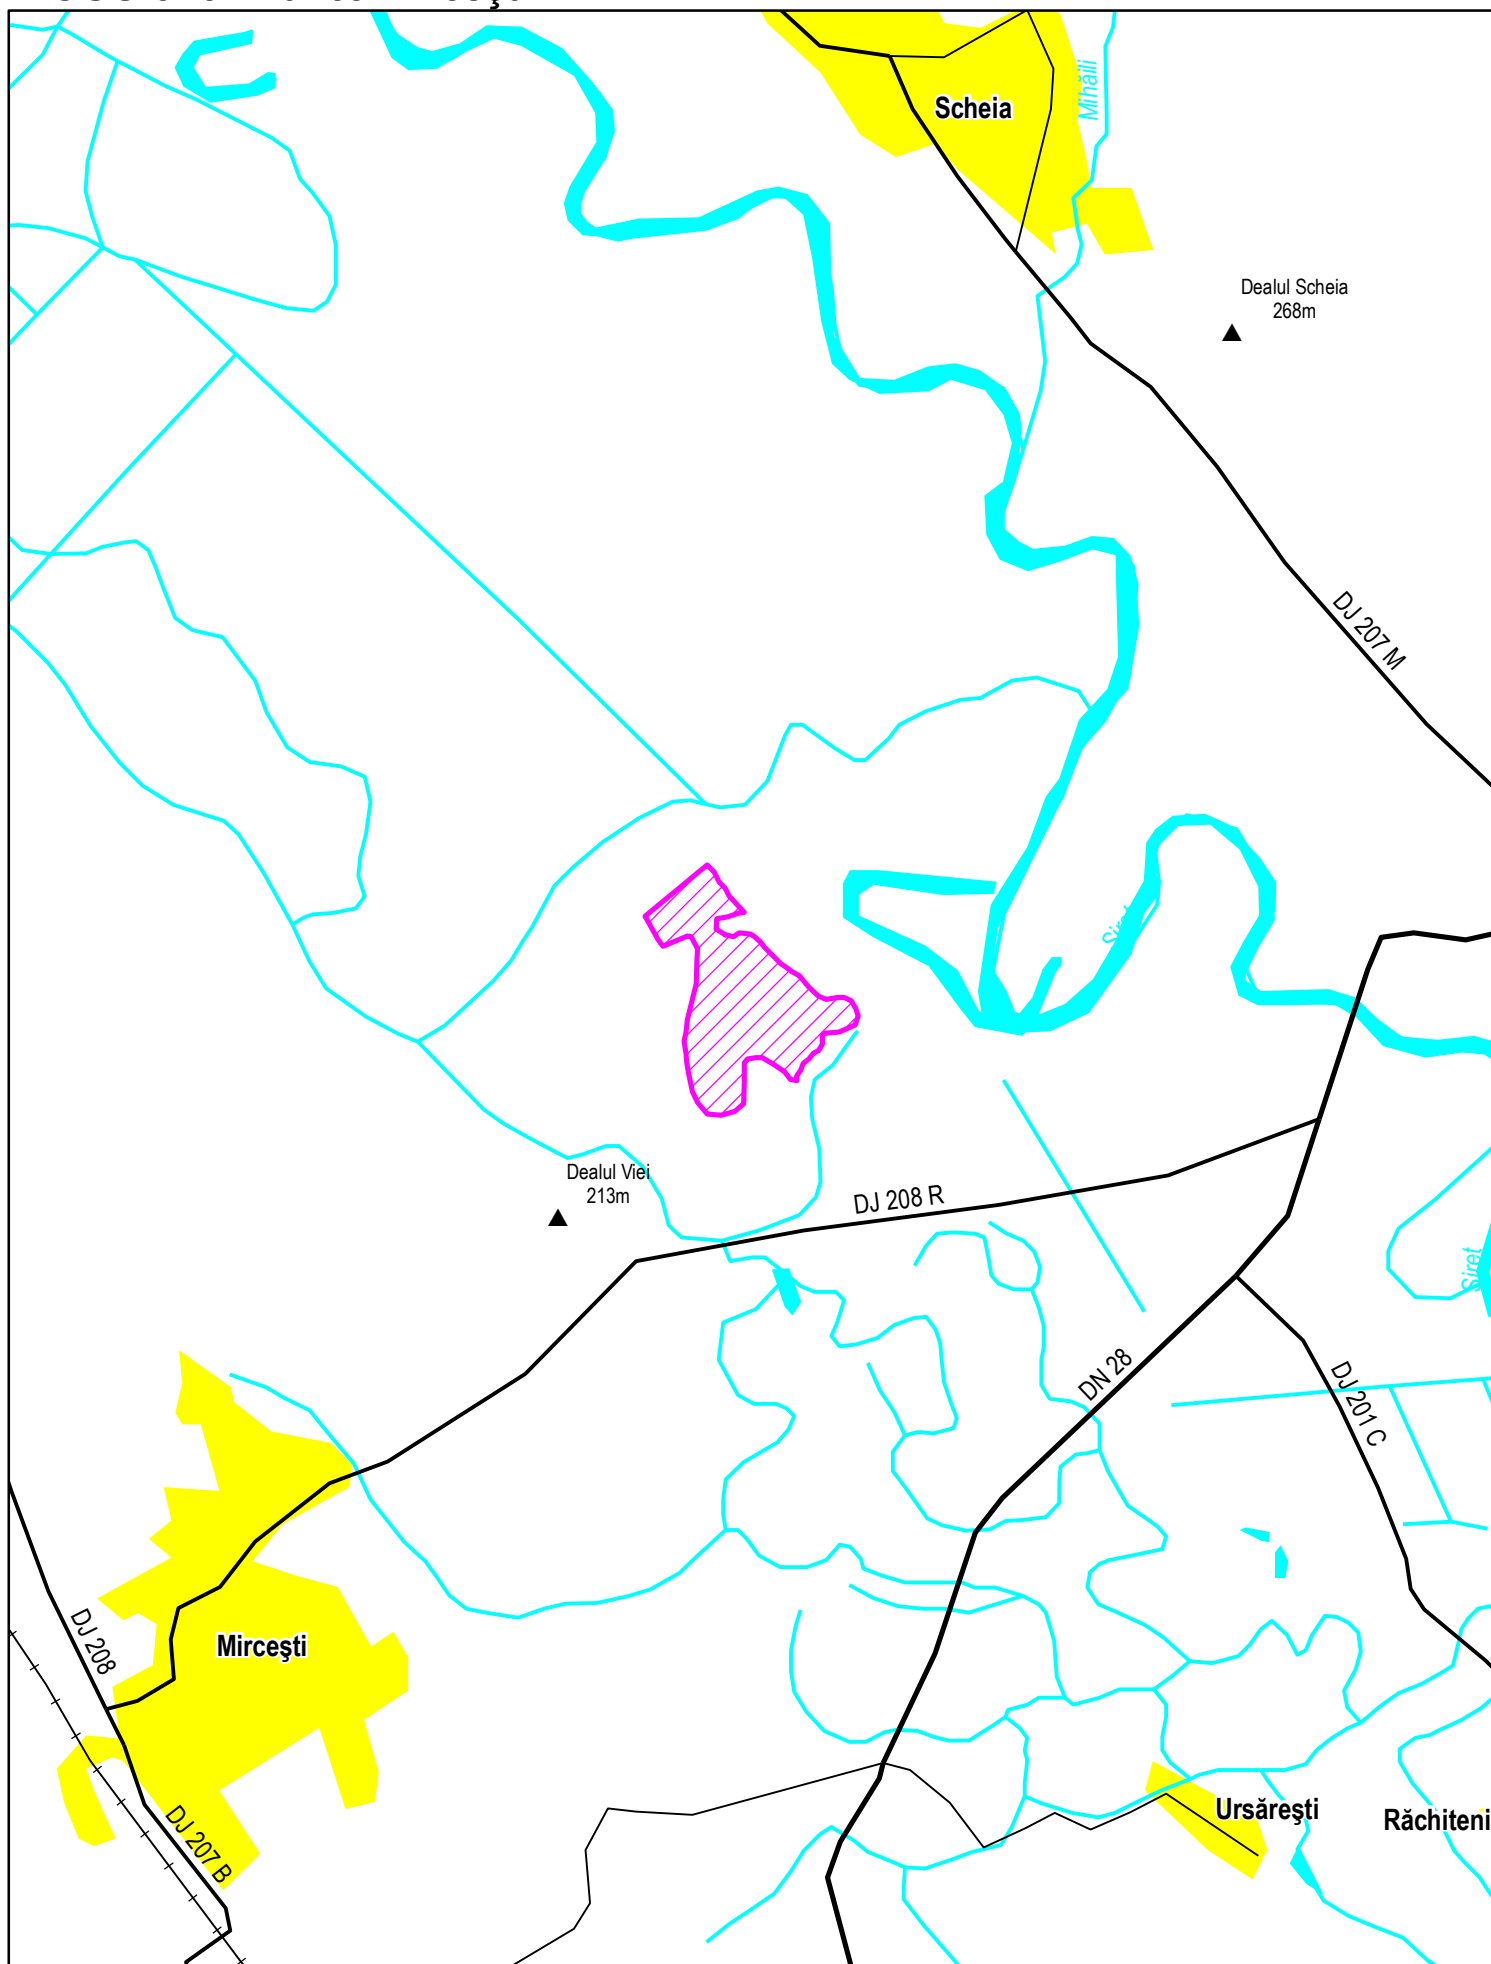 Mihăili
Scheia
Dealul Scheia
268m
DJ 207 M
Siret
Dealul Viei
213m
DJ 208 R
Siret
DN 28
DJ 201 C
DJ 208
Mirceşti
DJ 207 B
Ursăreşti
Răchiteni